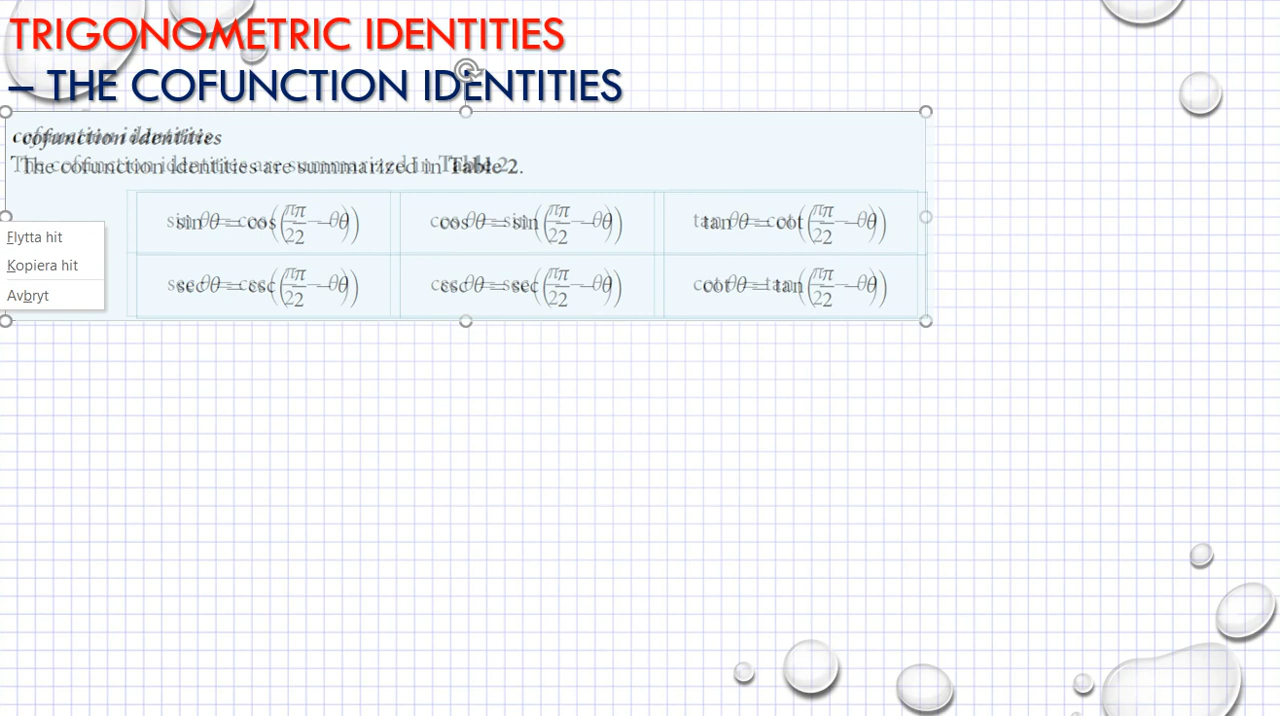 TRIGONOMETRIC IDENTITIES
– THE COFUNCTION IDENTITIES
cofunction identities
The cofunction identities are summarized in Table 2.
sin θ = cos(π/2 − θ) cos θ = sin(π/2 − θ) tan θ = cot(π/2 − θ)
sec θ = csc(π/2 − θ) csc θ = sec(π/2 − θ) cot θ = tan(π/2 − θ)
Flytta hit
Kopiera hit
Avbryt